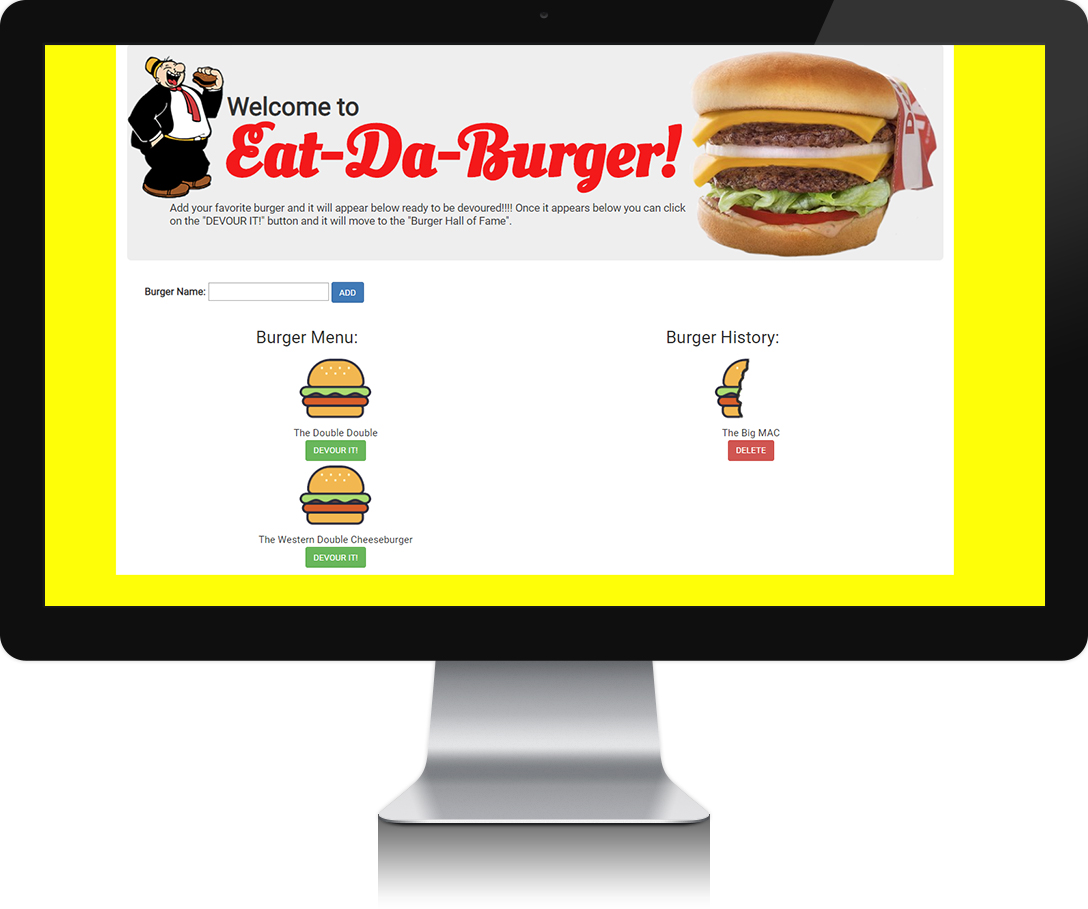 Welcome to
Eat-Da-Burger!
Add your favorite burger and it will appear below ready to be devoured!!!! Once it appears below you can click
on the "DEVOUR IT!" button and it will move to the "Burger Hall of Fame".
Burger Name: ADD
Burger Menu:
The Double Double
DEVOUR IT!
The Western Double Cheeseburger
DEVOUR IT!
Burger History:
The Big MAC
DELETE